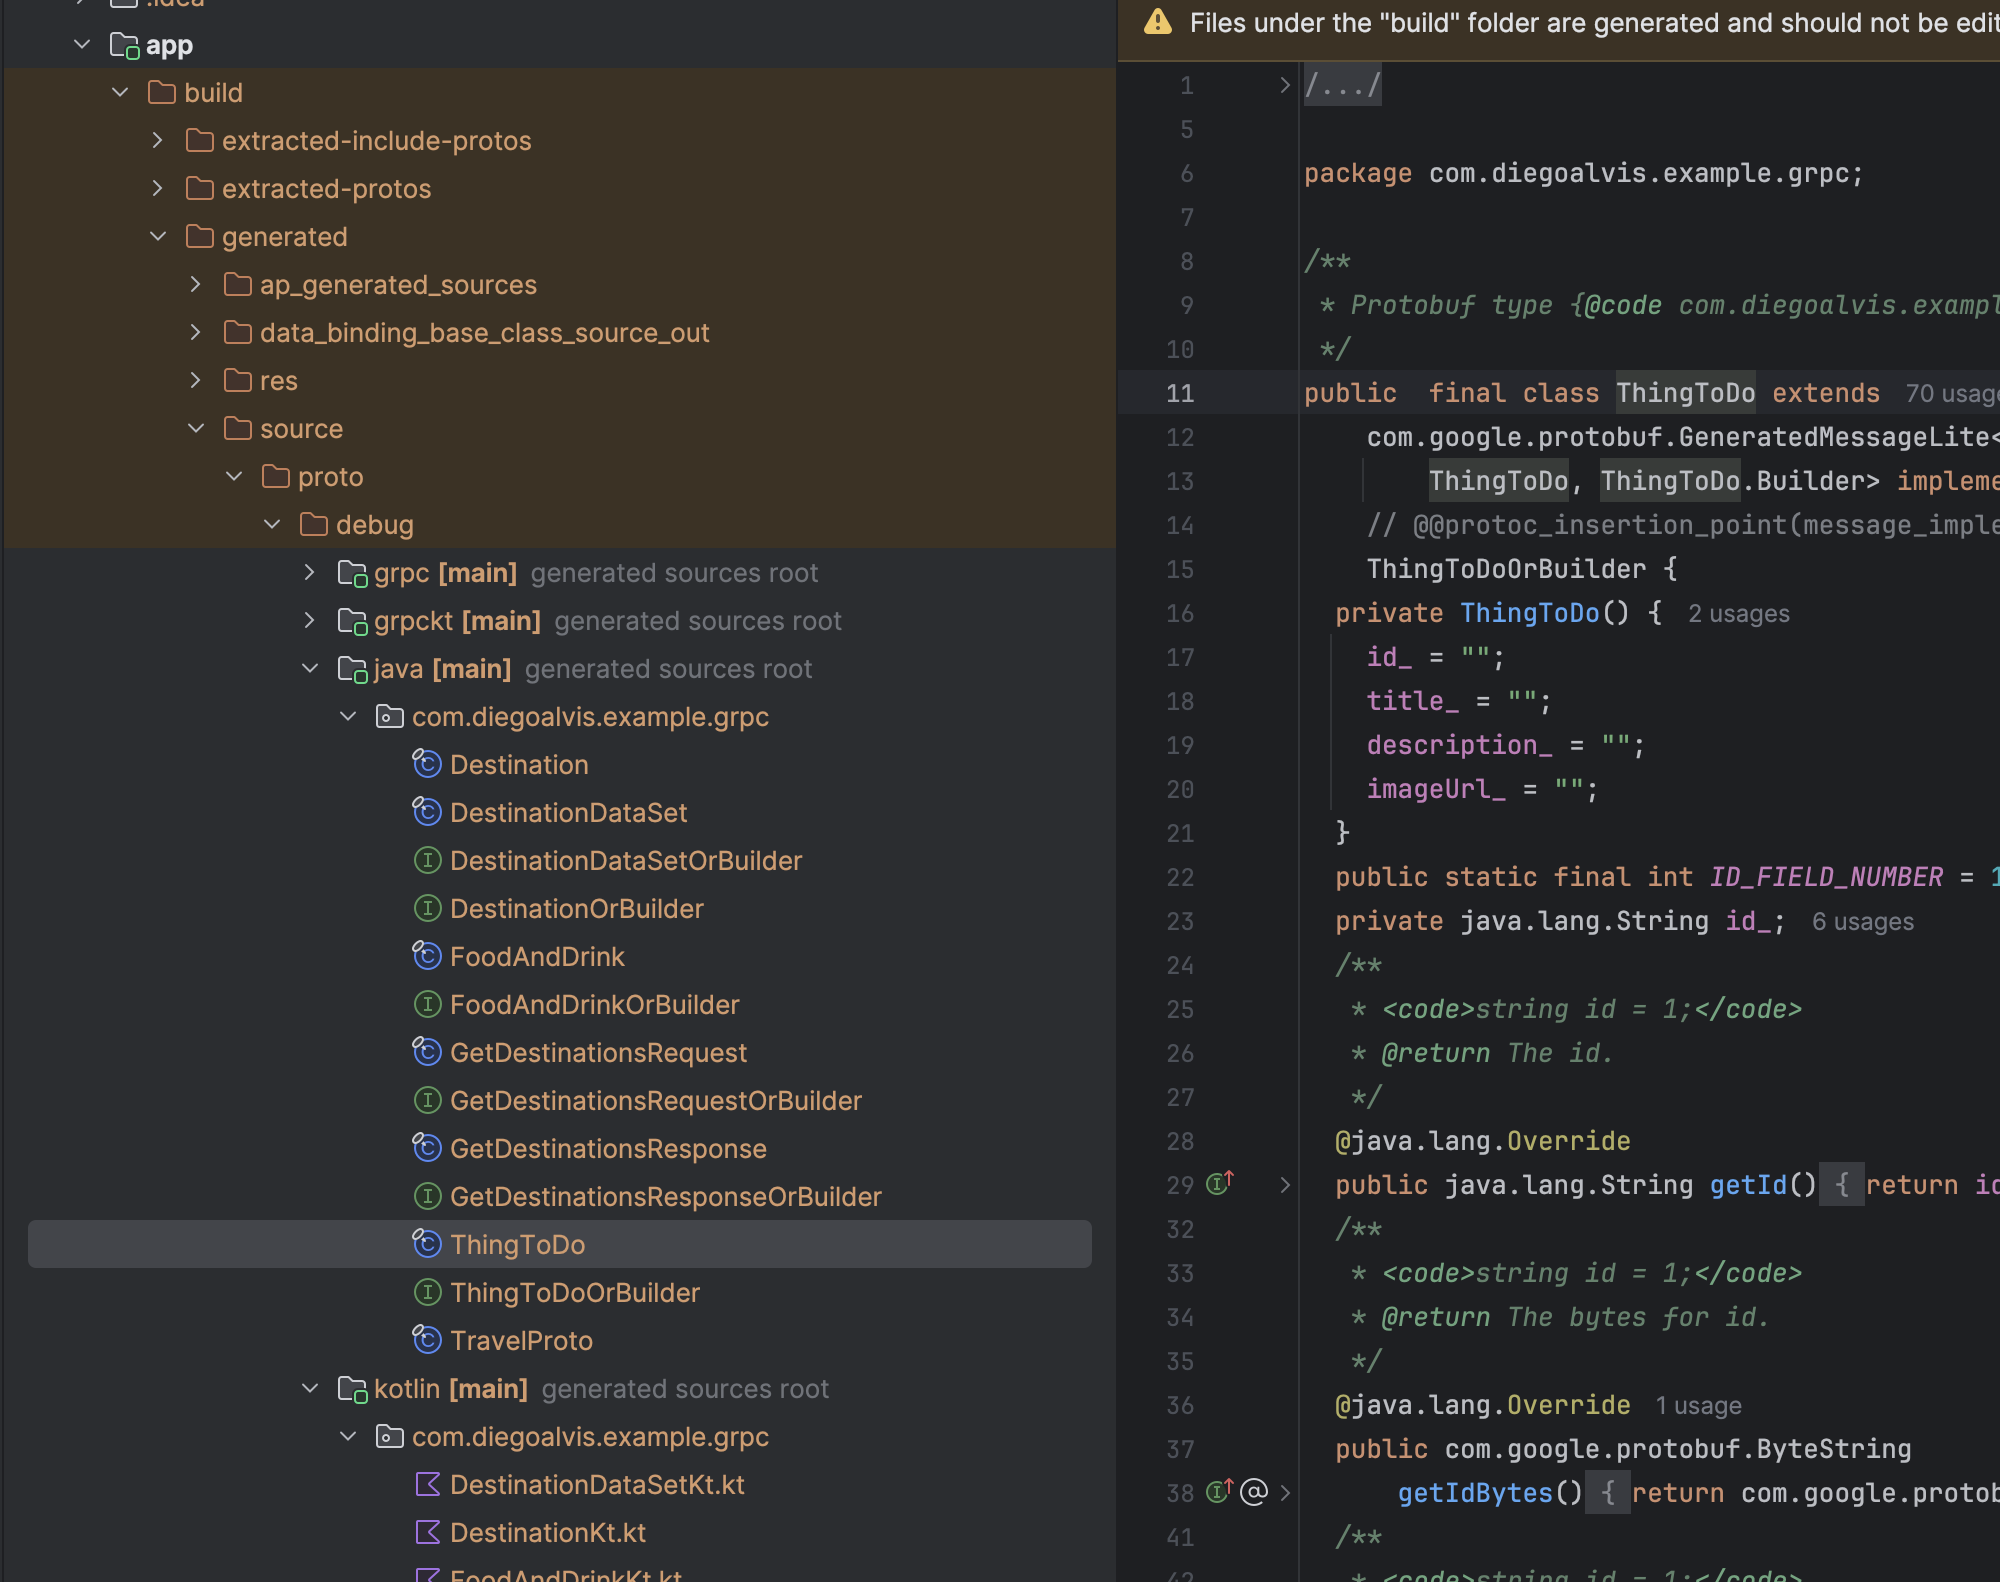 .idea
app
build
extracted-include-protos
extracted-protos
generated
ap_generated_sources
data_binding_base_class_source_out
res
source
proto
debug
grpc [main] generated sources root
grpckt [main] generated sources root
java [main] generated sources root
com.diegoalvis.example.grpc
Destination
DestinationDataSet
DestinationDataSetOrBuilder
DestinationOrBuilder
FoodAndDrink
FoodAndDrinkOrBuilder
GetDestinationsRequest
GetDestinationsRequestOrBuilder
GetDestinationsResponse
GetDestinationsResponseOrBuilder
ThingToDo
ThingToDoOrBuilder
TravelProto
kotlin [main] generated sources root
com.diegoalvis.example.grpc
DestinationDataSetKt.kt
DestinationKt.kt
FoodAndDrinkKt.kt
Files under the "build" folder are generated and should not be edit
1 /.../
5
6 package com.diegoalvis.example.grpc;
7
8 /**
9 * Protobuf type {@code com.diegoalvis.exampl
10 */
11 public  final class ThingToDo extends 70 usage
12 com.google.protobuf.GeneratedMessageLite<
13 ThingToDo, ThingToDo.Builder> impleme
14 // @@protoc_insertion_point(message_imple
15 ThingToDoOrBuilder {
16 private ThingToDo() { 2 usages
17 id_ = "";
18 title_ = "";
19 description_ = "";
20 imageUrl_ = "";
21 }
22 public static final int ID_FIELD_NUMBER = 1
23 private java.lang.String id_; 6 usages
24 /**
25 * <code>string id = 1;</code>
26 * @return The id.
27 */
28 @java.lang.Override
29 public java.lang.String getId() { return id
32 /**
33 * <code>string id = 1;</code>
34 * @return The bytes for id.
35 */
36 @java.lang.Override 1 usage
37 public com.google.protobuf.ByteString
38 getIdBytes() { return com.google.protob
41 /**
42 * <code>string id = 1;</code>